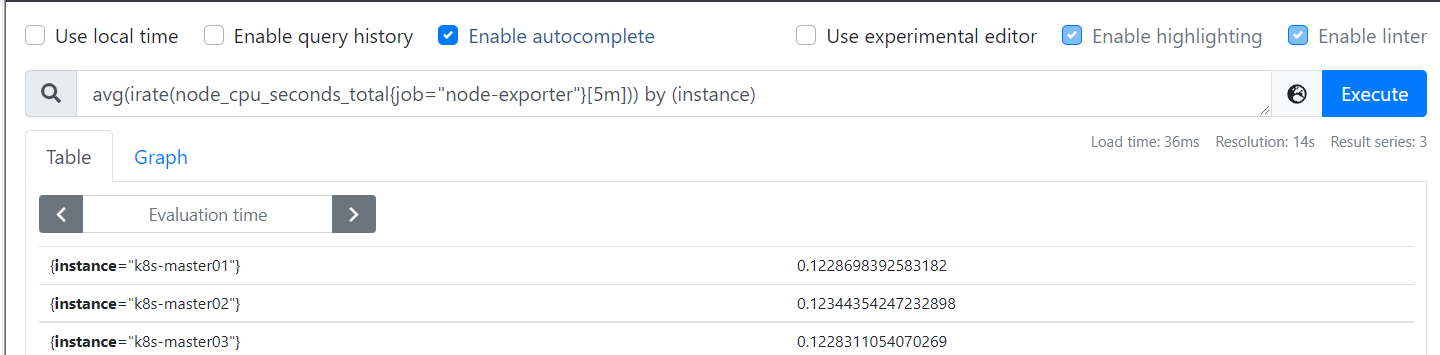 Use local time Enable query history Enable autocomplete Use experimental editor Enable highlighting Enable linter
avg(irate(node_cpu_seconds_total{job="node-exporter"}[5m])) by (instance) Execute
Load time: 36ms Resolution: 14s Result series: 3
Table Graph
Evaluation time
{instance="k8s-master01"} 0.1228698392583182
{instance="k8s-master02"} 0.12344354247232898
{instance="k8s-master03"} 0.1228311054070269